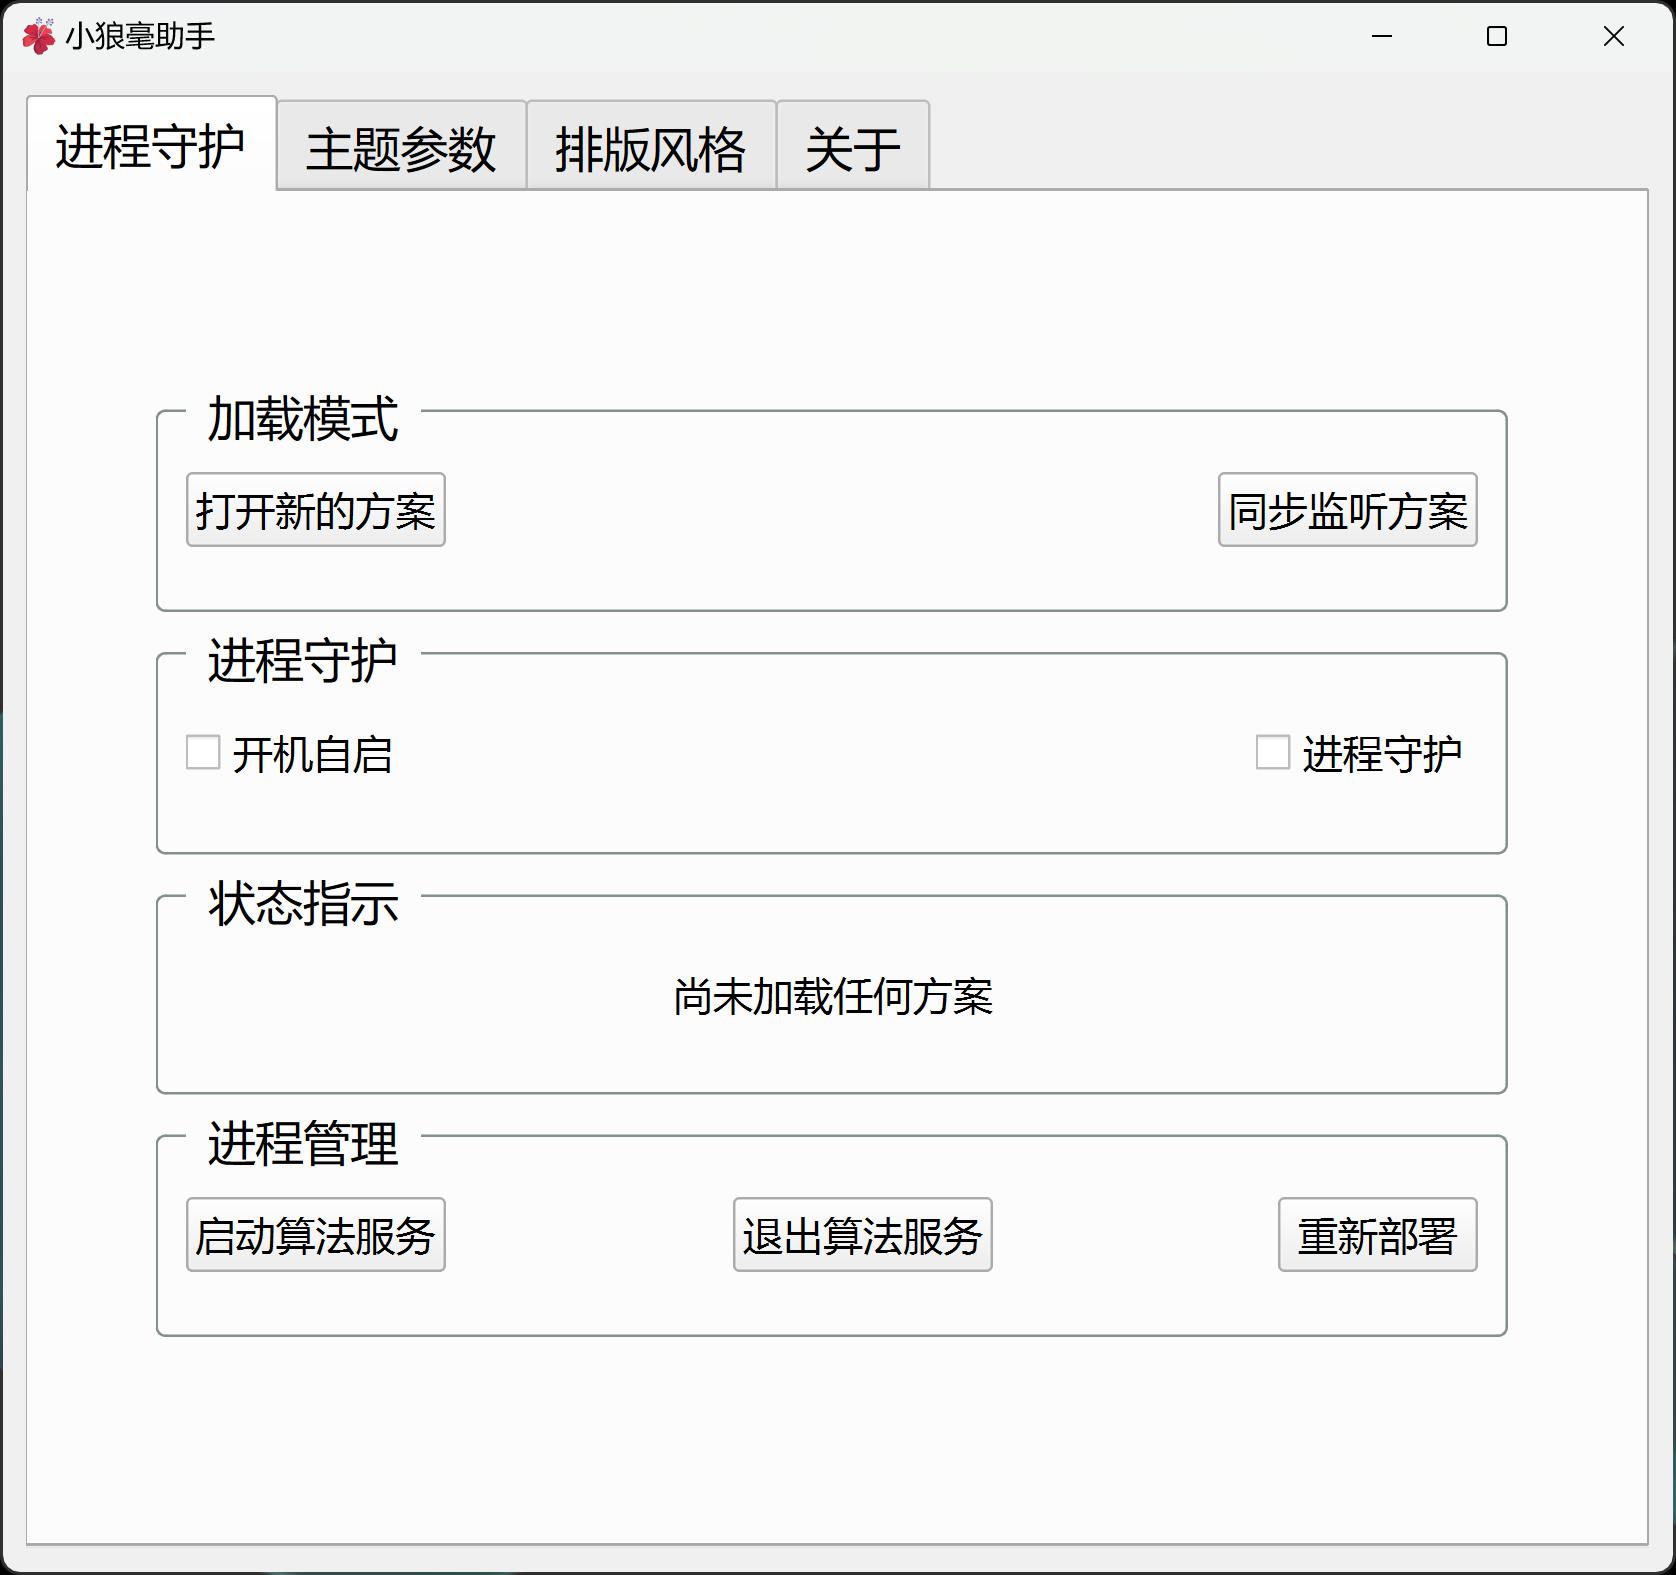 小狼毫助手
进程守护 主题参数 排版风格 关于
加载模式
打开新的方案 同步监听方案
进程守护
开机自启 进程守护
状态指示
尚未加载任何方案
进程管理
启动算法服务 退出算法服务 重新部署